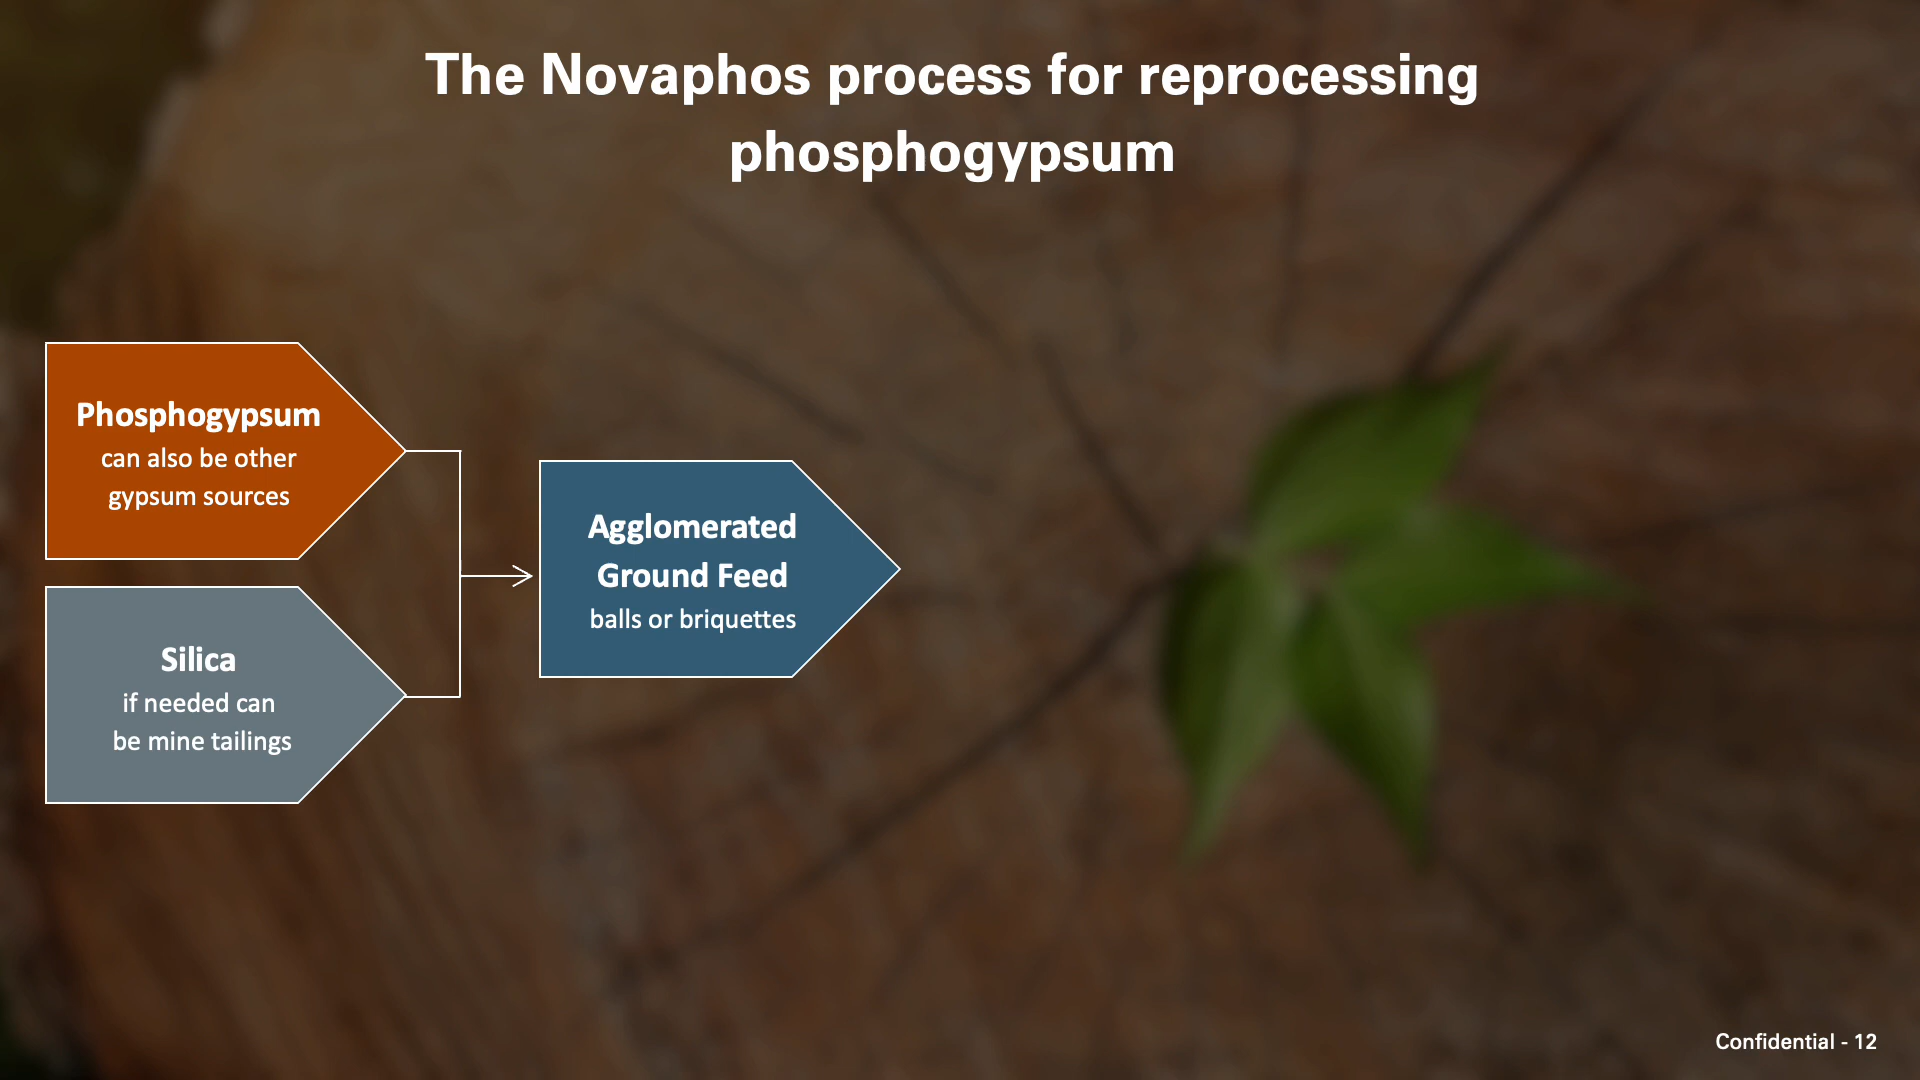 The Novaphos process for reprocessing
phosphogypsum
Phosphogypsum
can also be other
gypsum sources
Silica
if needed can
be mine tailings
Agglomerated
Ground Feed
balls or briquettes
Confidential - 12